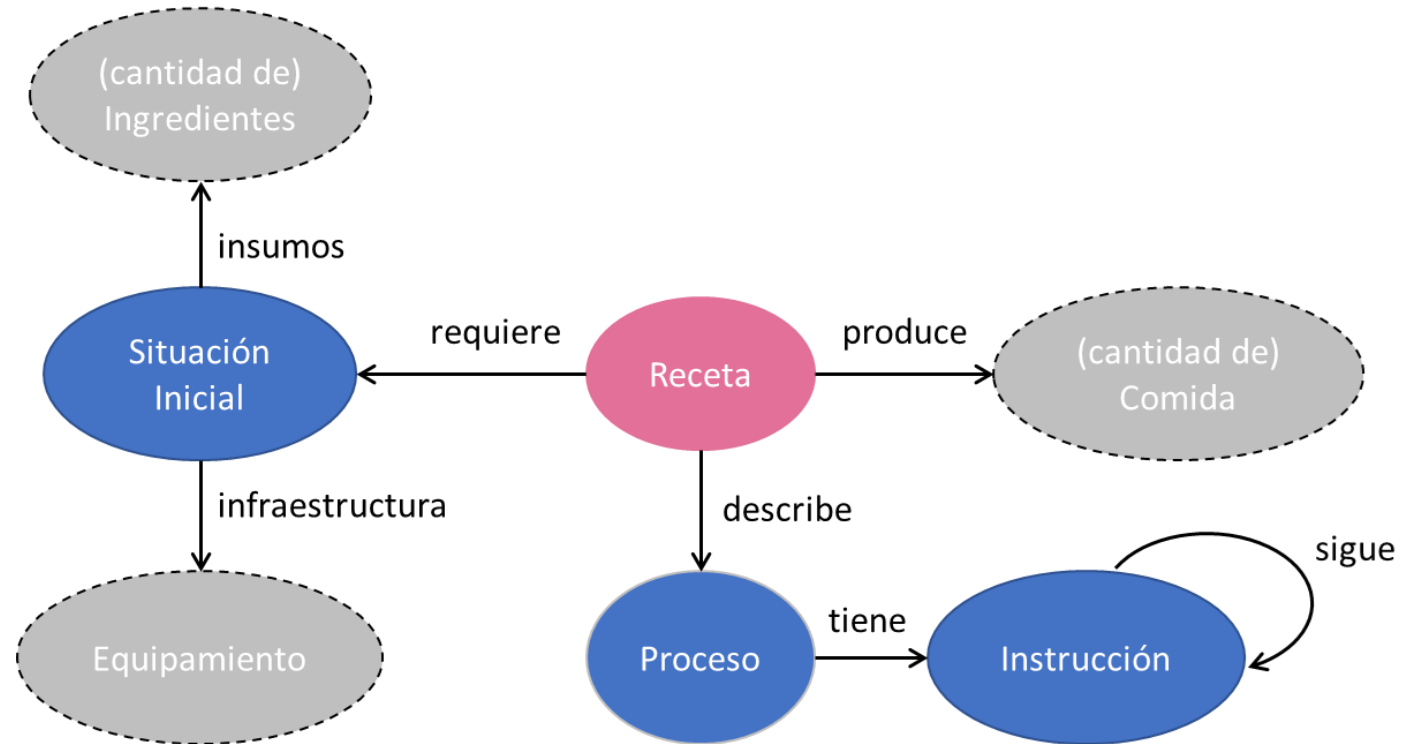 (cantidad de)
Ingredientes
insumos
Situación
Inicial
requiere
Receta
produce
(cantidad de)
Comida
infraestructura
describe
Equipamiento
Proceso
tiene
Instrucción
sigue